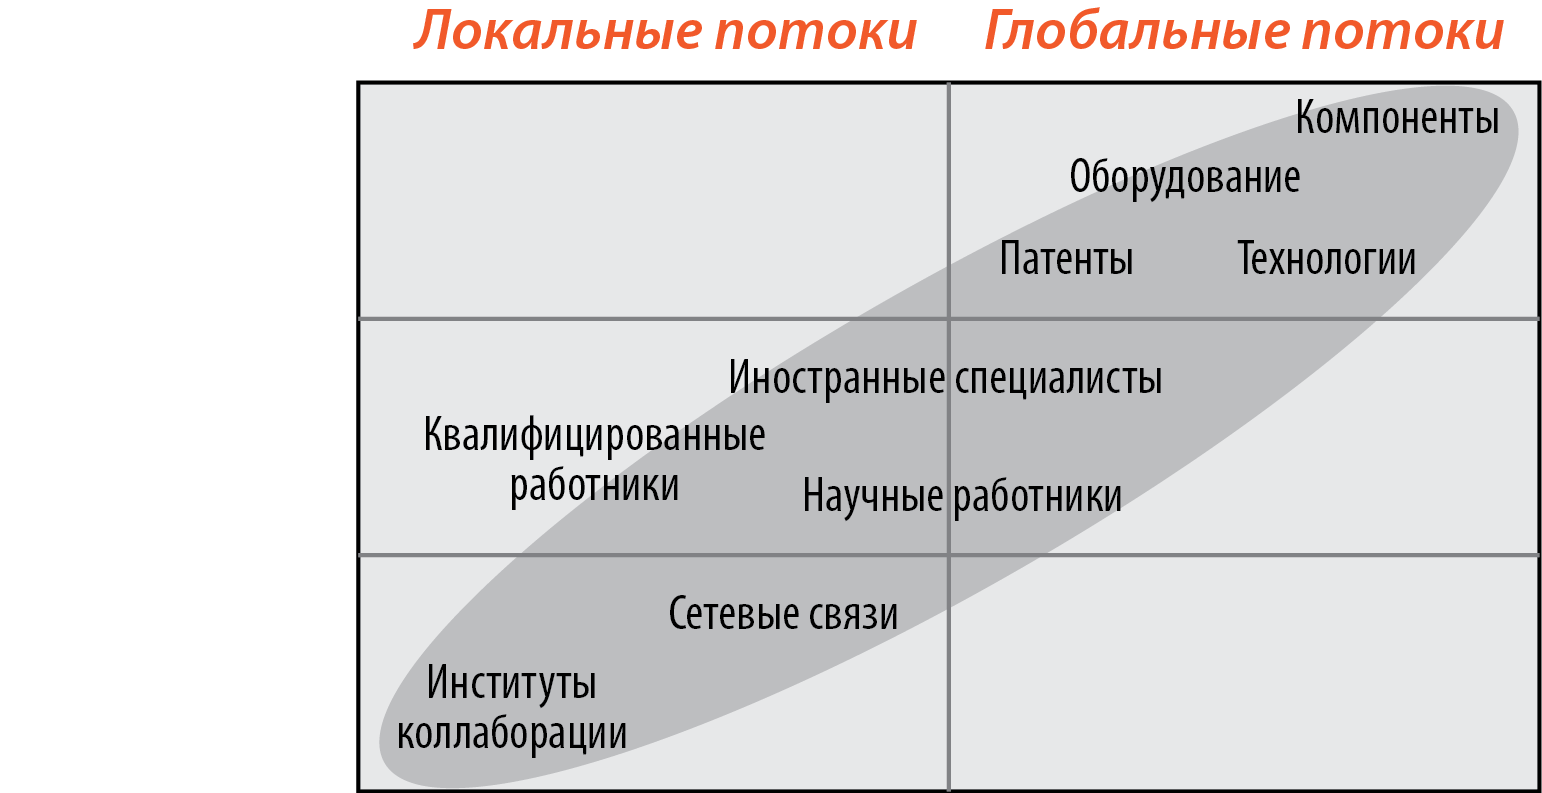 Локальные потоки
Глобальные потоки
Компоненты
Оборудование
Патенты
Технологии
Иностранные специалисты
Квалифицированные
работники
Научные работники
Сетевые связи
Институты
коллаборации